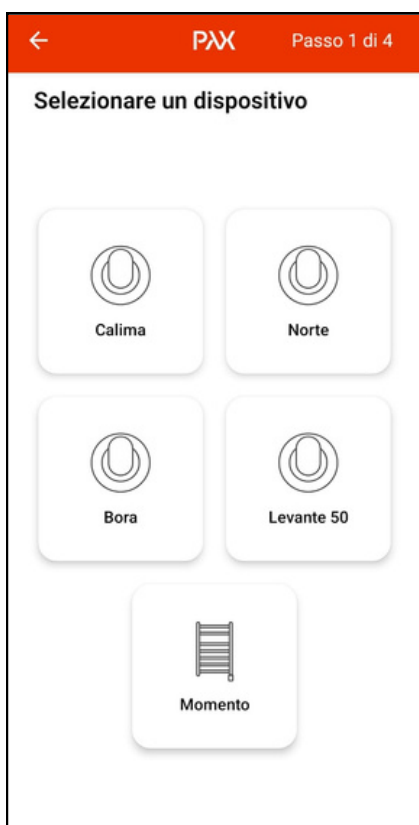 PAX
Passo 1 di 4
Selezionare un dispositivo
Calima
Norte
Bora
Levante 50
Momento